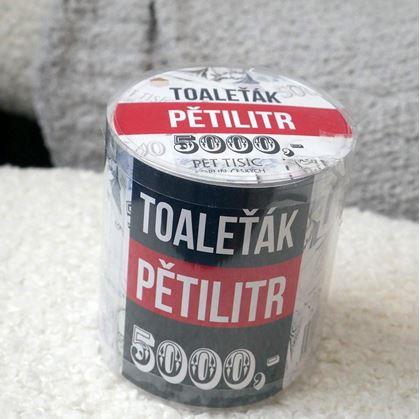 TOALEŤÁK
PĚTILITR
5000,-
PĚT TISÍC
TOALEŤÁK
PĚTILITR
5000,-